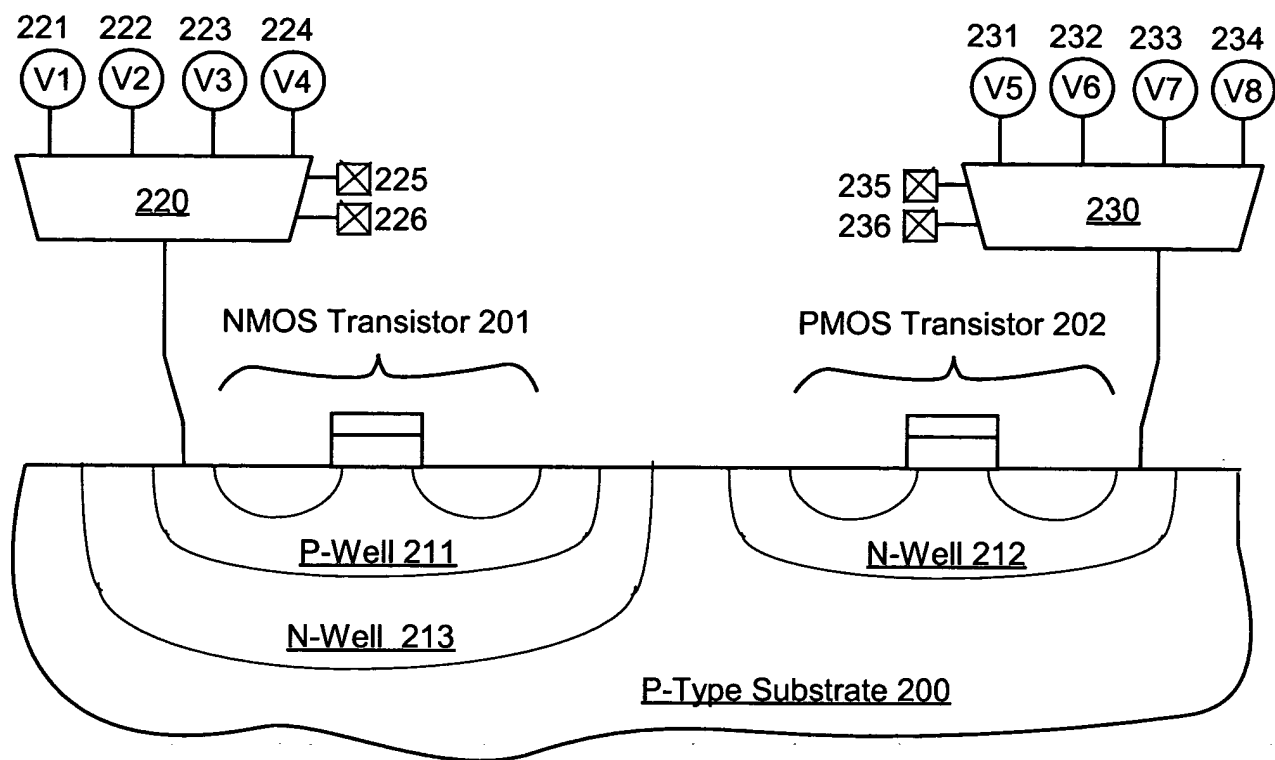 221 222 223 224
231 232 233 234
V1 V2 V3 V4
V5 V6 V7 V8
225
235
220
230
226
236
NMOS Transistor 201
PMOS Transistor 202
P-Well 211
N-Well 212
N-Well 213
P-Type Substrate 200